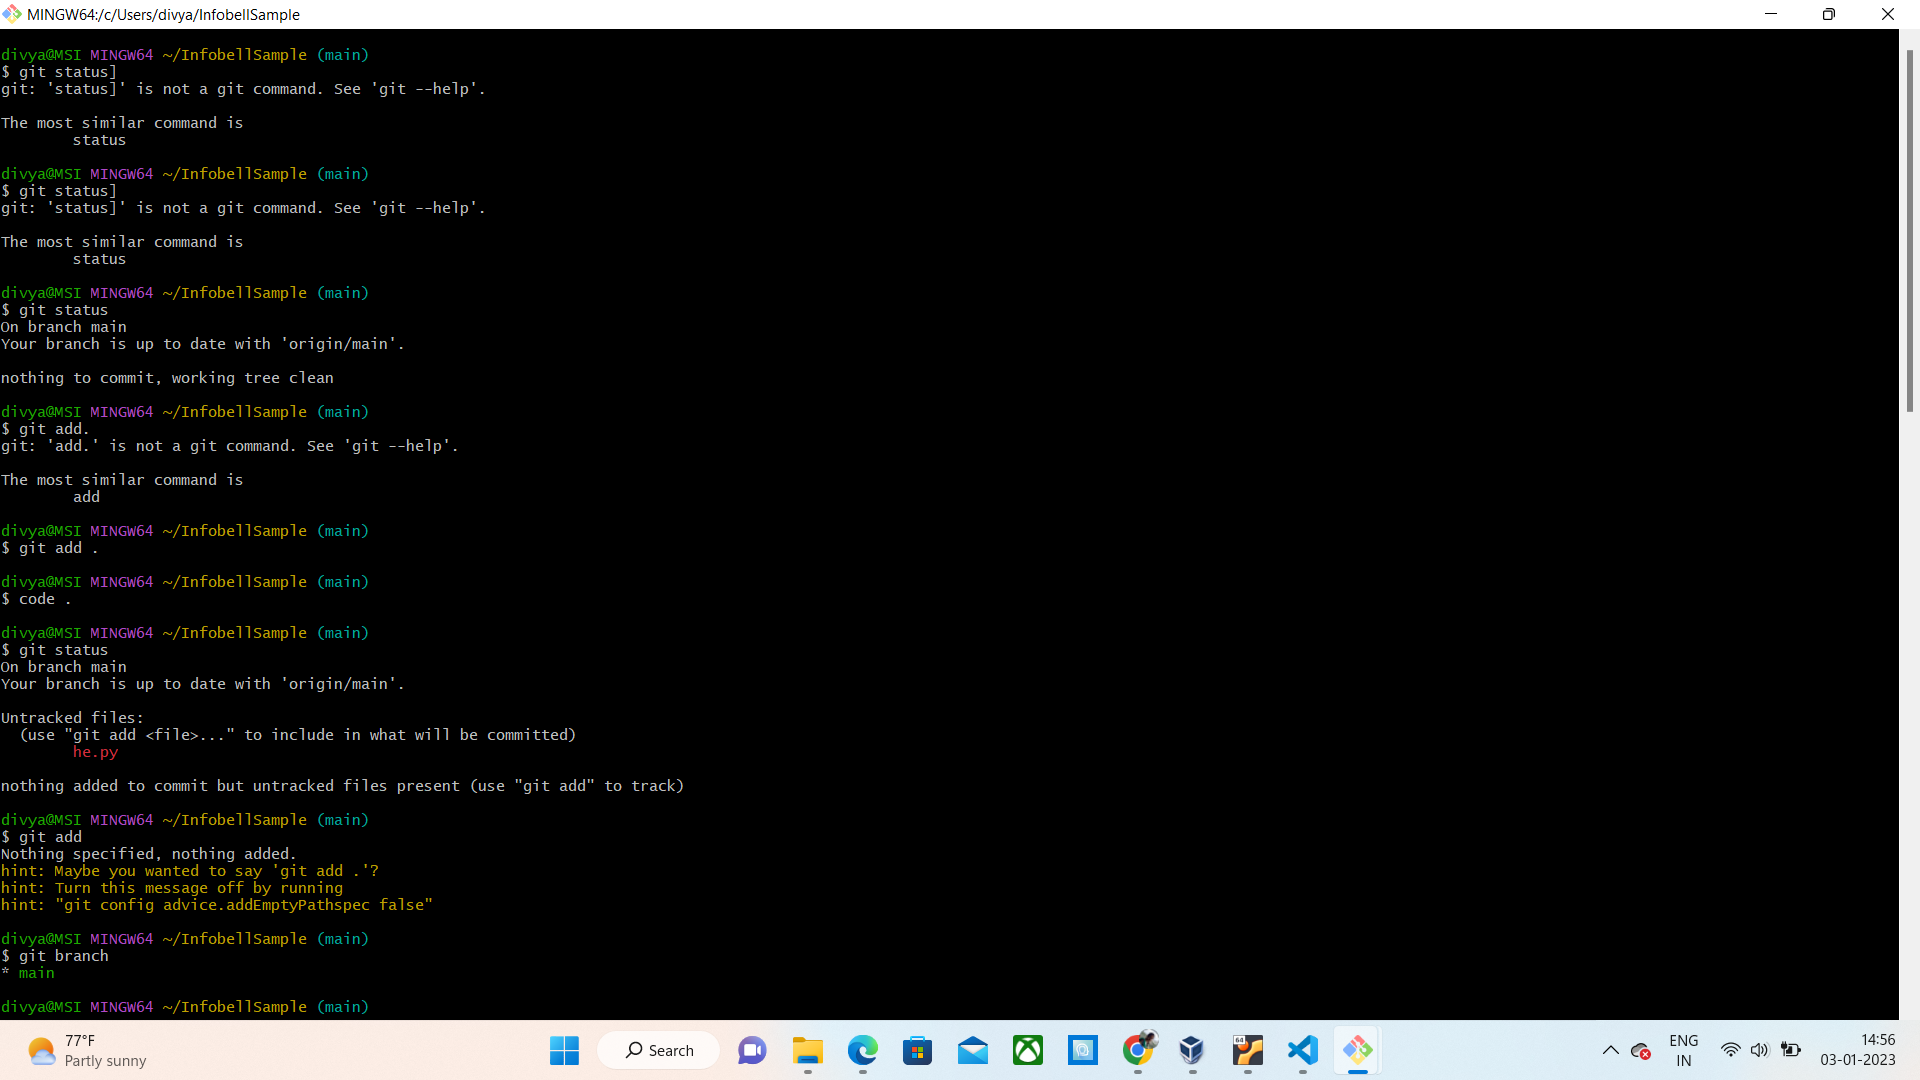 MINGW64:/c/Users/divya/InfobellSample
divya@MSI MINGW64 ~/InfobellSample (main)
$ git status]
git: 'status]' is not a git command. See 'git --help'.
The most similar command is
status
divya@MSI MINGW64 ~/InfobellSample (main)
$ git status]
git: 'status]' is not a git command. See 'git --help'.
The most similar command is
status
divya@MSI MINGW64 ~/InfobellSample (main)
$ git status
On branch main
Your branch is up to date with 'origin/main'.
nothing to commit, working tree clean
divya@MSI MINGW64 ~/InfobellSample (main)
$ git add.
git: 'add.' is not a git command. See 'git --help'.
The most similar command is
add
divya@MSI MINGW64 ~/InfobellSample (main)
$ git add .
divya@MSI MINGW64 ~/InfobellSample (main)
$ code .
divya@MSI MINGW64 ~/InfobellSample (main)
$ git status
On branch main
Your branch is up to date with 'origin/main'.
Untracked files:
(use "git add <file>..." to include in what will be committed)
he.py
nothing added to commit but untracked files present (use "git add" to track)
divya@MSI MINGW64 ~/InfobellSample (main)
$ git add
Nothing specified, nothing added.
hint: Maybe you wanted to say 'git add .'?
hint: Turn this message off by running
hint: "git config advice.addEmptyPathspec false"
divya@MSI MINGW64 ~/InfobellSample (main)
$ git branch
* main
divya@MSI MINGW64 ~/InfobellSample (main)
77°F
Partly sunny
Search
64
ENG
IN
14:56
03-01-2023